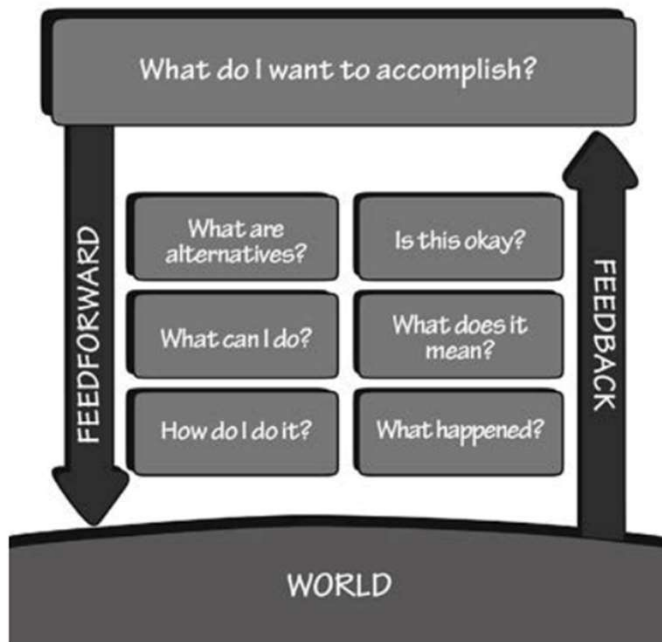 What do I want to accomplish?
FEEDFORWARD
What are
alternatives?
Is this okay?
What can I do?
What does it
mean?
How do I do it?
What happened?
FEEDBACK
WORLD